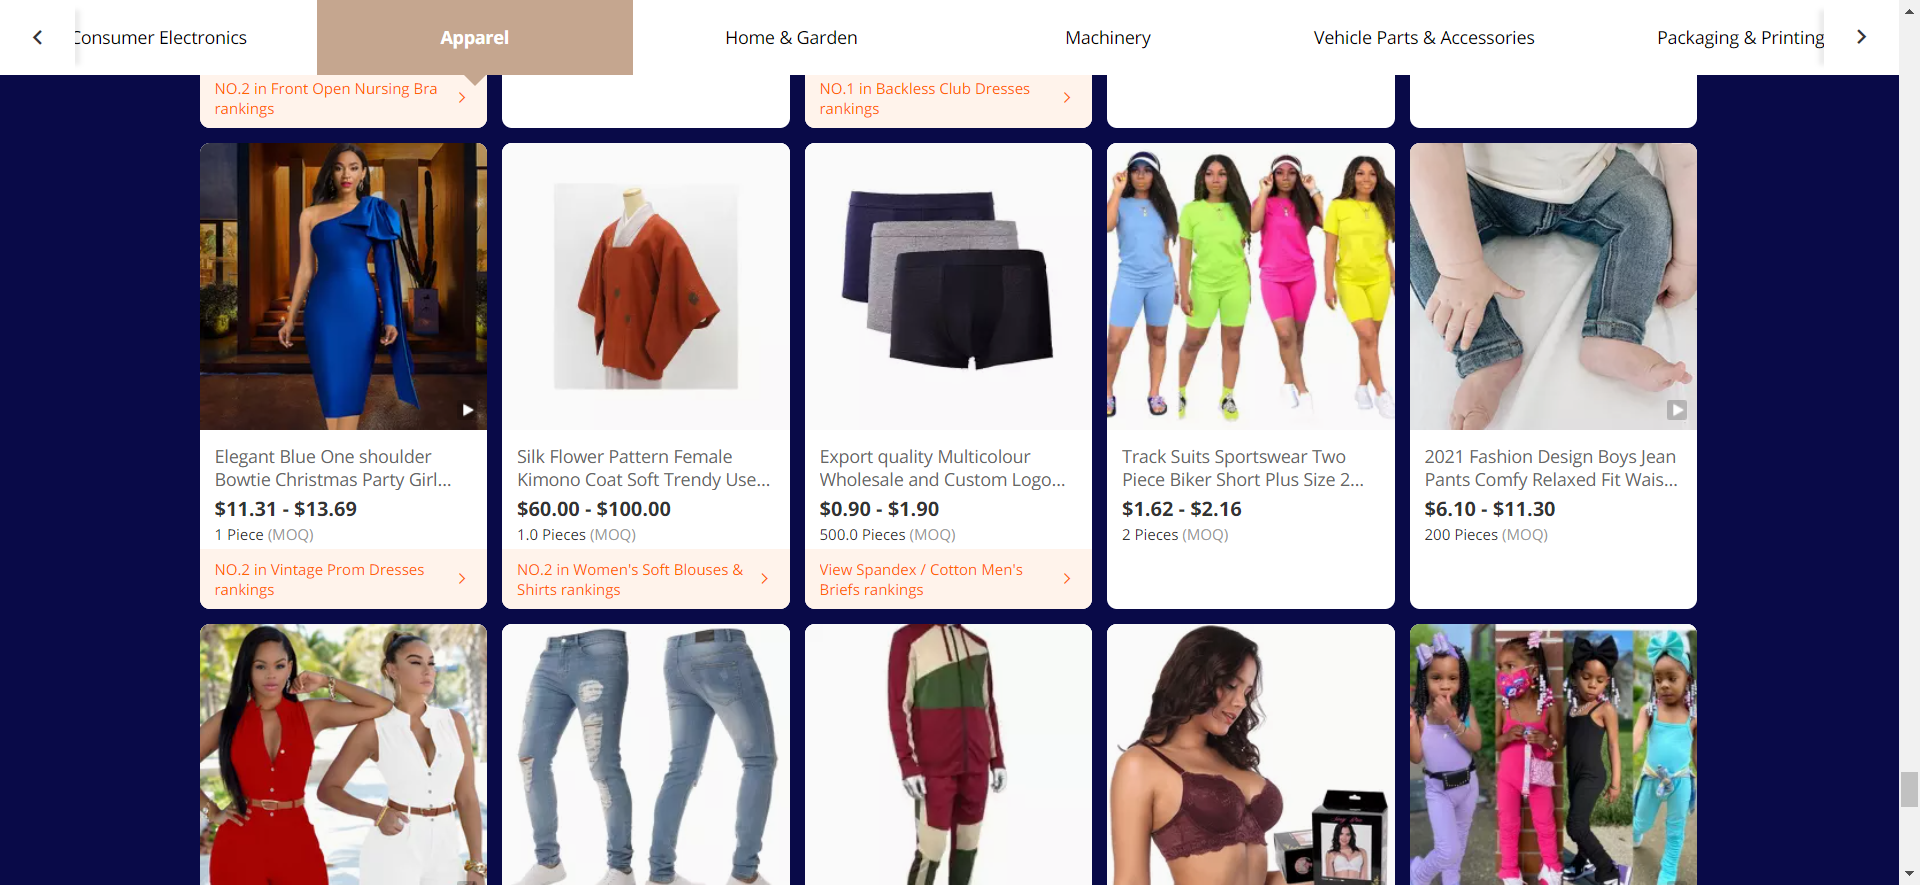 Consumer Electronics
Apparel
Home & Garden
Machinery
Vehicle Parts & Accessories
Packaging & Printing
NO.2 in Front Open Nursing Bra
rankings
NO.1 in Backless Club Dresses
rankings
Elegant Blue One shoulder
Bowtie Christmas Party Girl...
$11.31 - $13.69
1 Piece (MOQ)
NO.2 in Vintage Prom Dresses
rankings
Silk Flower Pattern Female
Kimono Coat Soft Trendy Use...
$60.00 - $100.00
1.0 Pieces (MOQ)
NO.2 in Women's Soft Blouses &
Shirts rankings
Export quality Multicolour
Wholesale and Custom Logo...
$0.90 - $1.90
500.0 Pieces (MOQ)
View Spandex / Cotton Men's
Briefs rankings
Track Suits Sportswear Two
Piece Biker Short Plus Size 2...
$1.62 - $2.16
2 Pieces (MOQ)
2021 Fashion Design Boys Jean
Pants Comfy Relaxed Fit Wais...
$6.10 - $11.30
200 Pieces (MOQ)